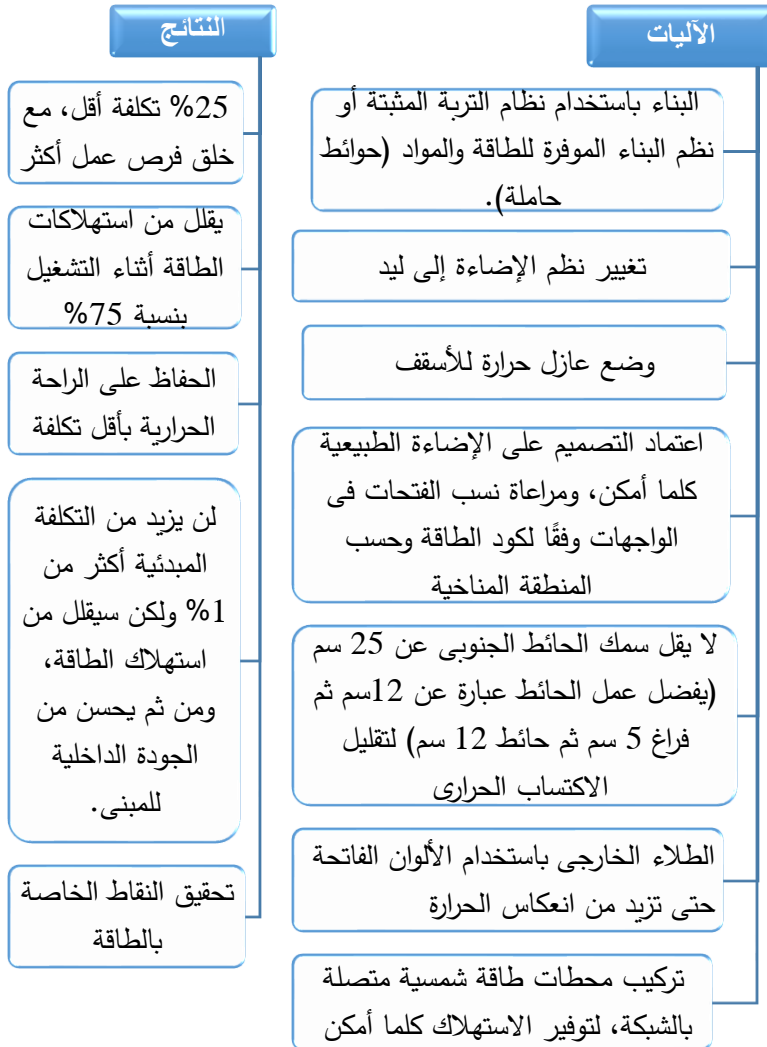 الآليات
البناء باستخدام نظام التربة المثبتة أو
نظم البناء الموفرة للطاقة والمواد (حوائط
حاملة).
تغيير نظم الإضاءة إلى ليد
وضع عازل حرارة للأسقف
اعتماد التصميم على الإضاءة الطبيعية
كلما أمكن، ومراعاة نسب الفتحات فى
الواجهات وفقًا لكود الطاقة وحسب
المنطقة المناخية
لا يقل سمك الحائط الجنوبى عن 25 سم
(يفضل عمل الحائط عبارة عن 12سم ثم
فراغ 5 سم ثم حائط 12 سم) لتقليل
الاكتساب الحرارى
الطلاء الخارجى باستخدام الألوان الفاتحة
حتى تزيد من انعكاس الحرارة
تركيب محطات طاقة شمسية متصلة
بالشبكة، لتوفير الاستهلاك كلما أمكن
النتائج
25% تكلفة أقل، مع
خلق فرص عمل أكثر
يقلل من استهلاكات
الطاقة أثناء التشغيل
بنسبة 75%
الحفاظ على الراحة
الحرارية بأقل تكلفة
لن يزيد من التكلفة
المبدئية أكثر من
1% ولكن سيقلل من
استهلاك الطاقة،
ومن ثم يحسن من
الجودة الداخلية
للمبنى.
تحقيق النقاط الخاصة
بالطاقة